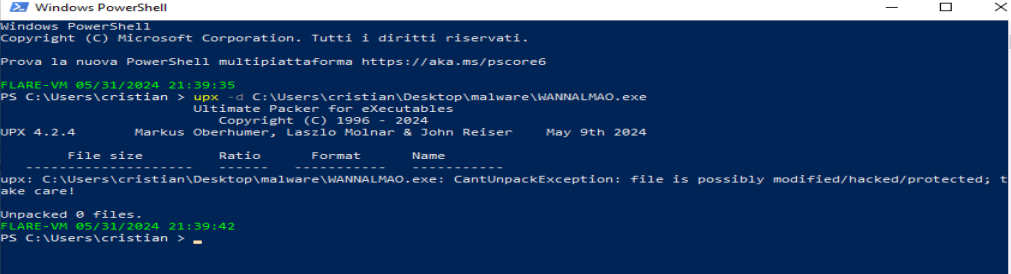 Windows PowerShell
Windows PowerShell
Copyright (C) Microsoft Corporation. Tutti i diritti riservati.
Prova la nuova PowerShell multipiattaforma https://aka.ms/pscore6
FLARE-VM 05/31/2024 21:39:35
PS C:\Users\cristian > upx -d C:\Users\cristian\Desktop\malware\WANNALMAO.exe
Ultimate Packer for eXecutables
Copyright (C) 1996 - 2024
UPX 4.2.4 Markus Oberhumer, Laszlo Molnar & John Reiser May 9th 2024
File size Ratio Format Name
-------------------- ------ ----------- -----------
upx: C:\Users\cristian\Desktop\malware\WANNALMAO.exe: CantUnpackException: file is possibly modified/hacked/protected; t
ake care!
Unpacked 0 files.
FLARE-VM 05/31/2024 21:39:42
PS C:\Users\cristian >